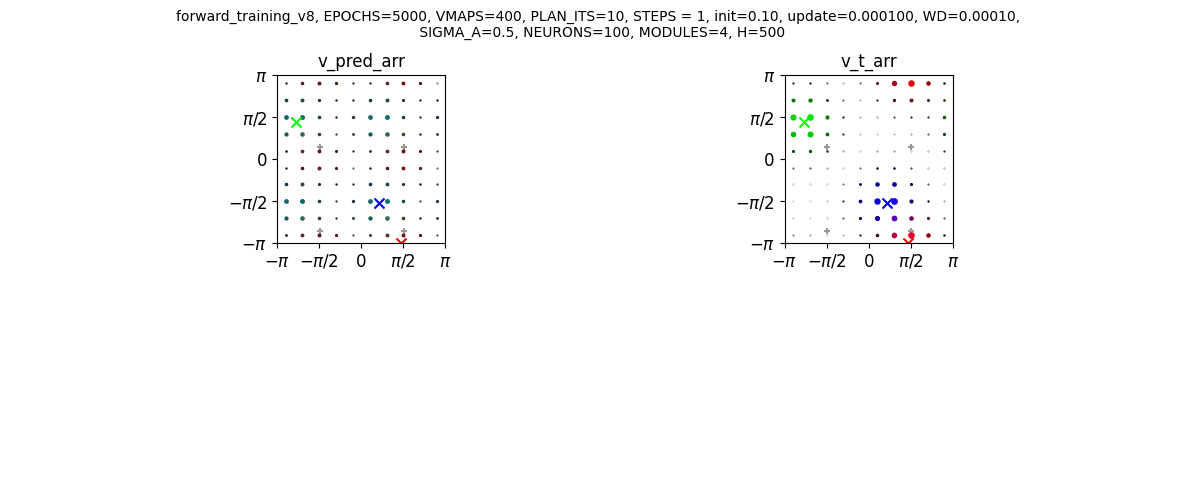 forward_training_v8, EPOCHS=5000, VMAPS=400, PLAN_ITS=10, STEPS = 1, init=0.10, update=0.000100, WD=0.00010,
SIGMA_A=0.5, NEURONS=100, MODULES=4, H=500
v_pred_arr
π
π/2
0
−π/2
−π
−π
−π/2
0
π/2
π
v_t_arr
π
π/2
0
−π/2
−π
−π
−π/2
0
π/2
π